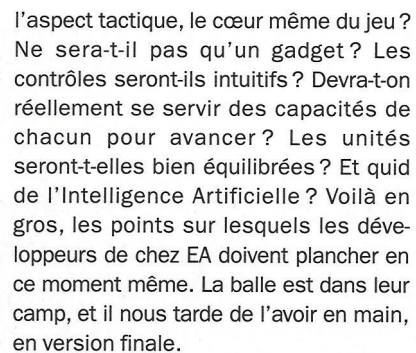 l'aspect tactique, le cœur même du jeu ?
Ne sera-t-il pas qu'un gadget ? Les
contrôles seront-ils intuitifs ? Devra-t-on
réellement se servir des capacités de
chacun pour avancer ? Les unités
seront-t-elles bien équilibrées ? Et quid
de l'Intelligence Artificielle ? Voilà en
gros, les points sur lesquels les déve-
loppeurs de chez EA doivent plancher en
ce moment même. La balle est dans leur
camp, et il nous tarde de l'avoir en main,
en version finale.